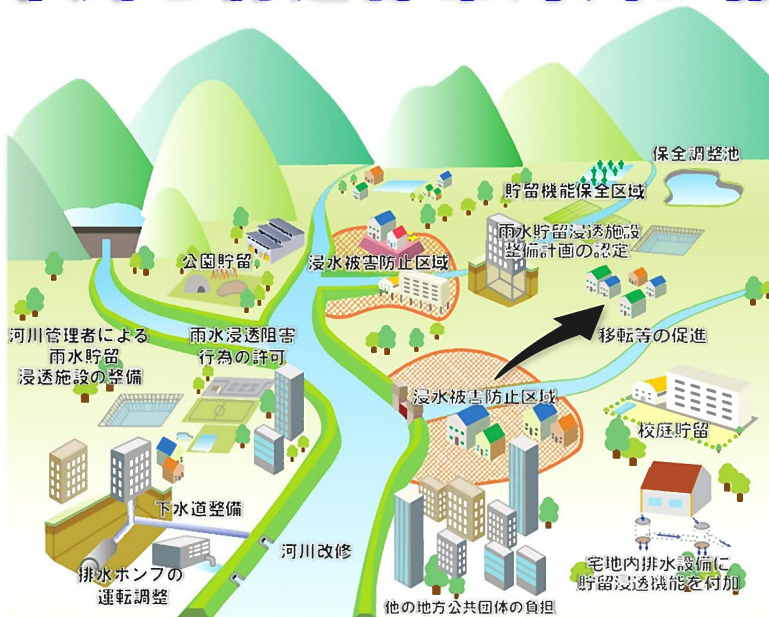 保全調整池
貯留機能保全区域
雨水貯留浸透施設
整備計画の認定
公園貯留
浸水被害防止区域
河川管理者による
雨水貯留
浸透施設の整備
雨水浸透阻害
行為の許可
移転等の促進
浸水被害防止区域
校庭貯留
下水道整備
排水ポンプの
運転調整
河川改修
宅地内排水設備に
貯留浸透機能を付加
他の地方公共団体の負担